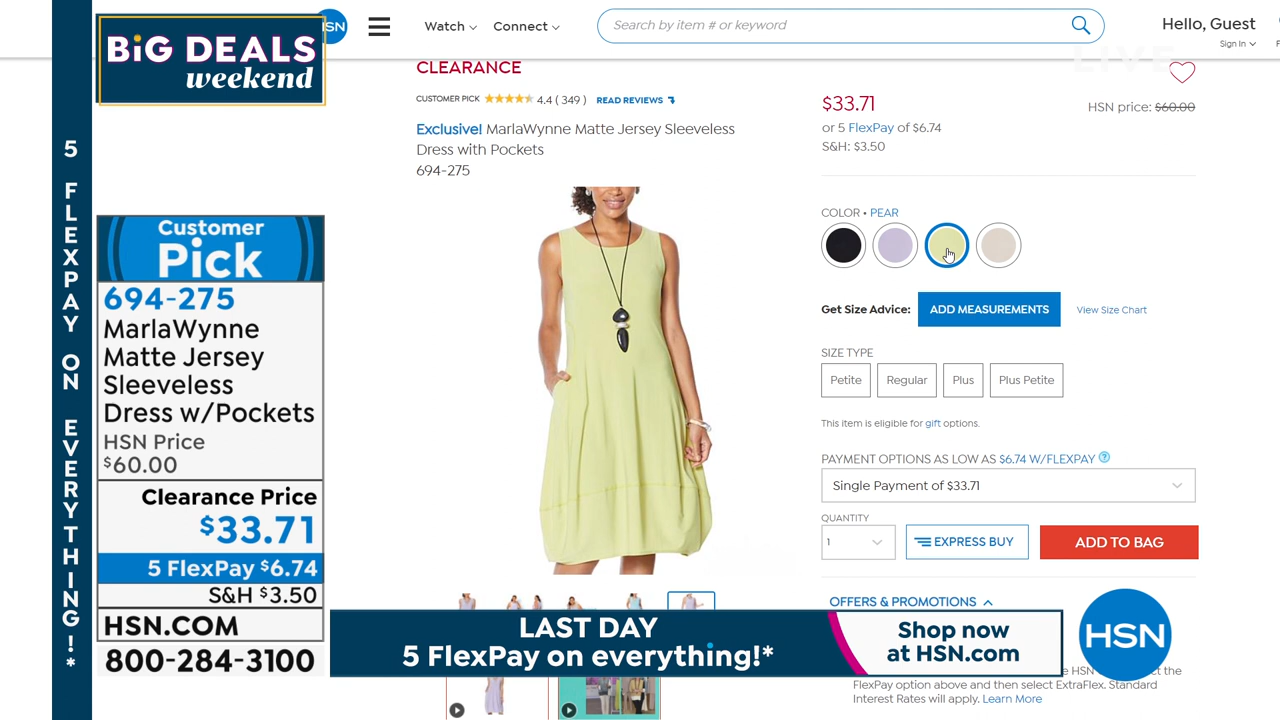 BiG DEALS
weekend
HSN
Watch
Connect
Search by item # or keyword
Hello, Guest
Sign In
LIVE
5 FLEXPAY ON EVERYTHING!*
CLEARANCE
CUSTOMER PICK 4.4 ( 349 ) READ REVIEWS
Exclusive! MarlaWynne Matte Jersey Sleeveless
Dress with Pockets
694-275
$33.71
HSN price: $60.00
or 5 FlexPay of $6.74
S&H: $3.50
COLOR • PEAR
Get Size Advice: ADD MEASUREMENTS View Size Chart
SIZE TYPE
Petite Regular Plus Plus Petite
This item is eligible for gift options.
PAYMENT OPTIONS AS LOW AS $6.74 W/FLEXPAY ?
Single Payment of $33.71
QUANTITY
1
EXPRESS BUY
ADD TO BAG
OFFERS & PROMOTIONS
FlexPay option above and then select ExtraFlex. Standard
Interest Rates will apply. Learn More
Customer
Pick
694-275
MarlaWynne
Matte Jersey
Sleeveless
Dress w/Pockets
HSN Price
$60.00
Clearance Price
$33.71
5 FlexPay $6.74
S&H $3.50
HSN.COM
800-284-3100
LAST DAY
5 FlexPay on everything!*
Shop now
at HSN.com
HSN